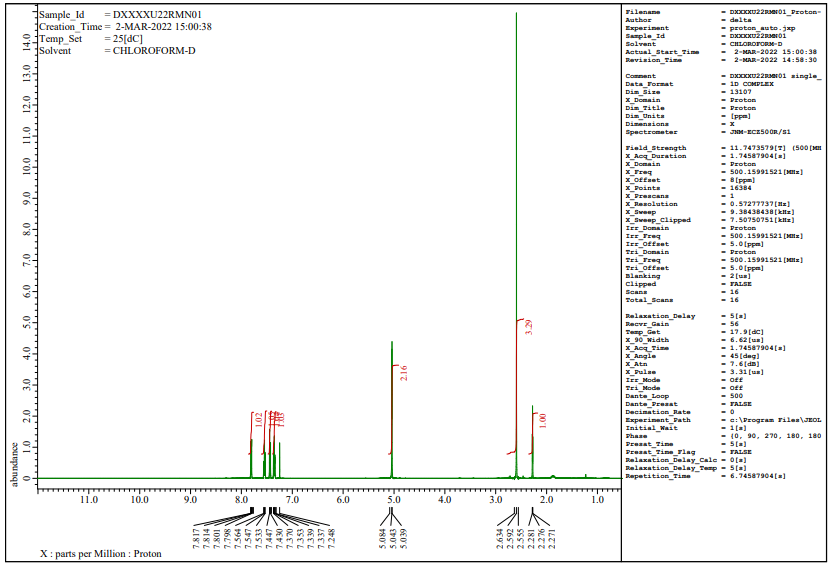 Sample_Id = DXXXXU22RMN01
Creation_Time = 2-MAR-2022 15:00:38
Temp_Set = 25[dC]
Solvent = CHLOROFORM-D
abundance
0 1.0 2.0 3.0 4.0 5.0 6.0 7.0 8.0 9.0 10.0 11.0 12.0 13.0 14.0
1.02
1.03
2.16
3.29
1.00
11.0 10.0 9.0 8.0 7.0 6.0 5.0 4.0 3.0 2.0 1.0
7.817
7.814
7.801
7.798
7.564
7.547
7.533
7.447
7.430
7.370
7.353
7.339
7.337
7.248
5.084
5.043
5.039
2.634
2.592
2.555
2.281
2.276
2.271
X : parts per Million : Proton
Filename = DXXXXU22RMN01_Proton-
Author = delta
Experiment = proton_auto.jxp
Sample_Id = DXXXXU22RMN01
Solvent = CHLOROFORM-D
Actual_Start_Time = 2-MAR-2022 15:00:38
Revision_Time = 2-MAR-2022 14:58:30
Comment = DXXXXU22RMN01 single_
Data_Format = 1D COMPLEX
Dim_Size = 13107
X_Domain = Proton
Dim_Title = Proton
Dim_Units = [ppm]
Dimensions = X
Spectrometer = JNM-ECZ500R/S1
Field_Strength = 11.7473579[T] (500[MH
X_Acq_Duration = 1.74587904[s]
X_Domain = Proton
X_Freq = 500.15991521[MHz]
X_Offset = 8[ppm]
X_Points = 16384
X_Prescans = 1
X_Resolution = 0.57277737[Hz]
X_Sweep = 9.38438438[kHz]
X_Sweep_Clipped = 7.50750751[kHz]
Irr_Domain = Proton
Irr_Freq = 500.15991521[MHz]
Irr_Offset = 5.0[ppm]
Tri_Domain = Proton
Tri_Freq = 500.15991521[MHz]
Tri_Offset = 5.0[ppm]
Blanking = 2[us]
Clipped = FALSE
Scans = 16
Total_Scans = 16
Relaxation_Delay = 5[s]
Recvr_Gain = 56
Temp_Get = 17.9[dC]
X_90_Width = 6.62[us]
X_Acq_Time = 1.74587904[s]
X_Angle = 45[deg]
X_Atn = 7.6[dB]
X_Pulse = 3.31[us]
Irr_Mode = Off
Tri_Mode = Off
Dante_Loop = 500
Dante_Presat = FALSE
Decimation_Rate = 0
Experiment_Path = c:\Program Files\JEOL
Initial_Wait = 1[s]
Phase = {0, 90, 270, 180, 180
Presat_Time = 5[s]
Presat_Time_Flag = FALSE
Relaxation_Delay_Calc = 0[s]
Relaxation_Delay_Temp = 5[s]
Repetition_Time = 6.74587904[s]